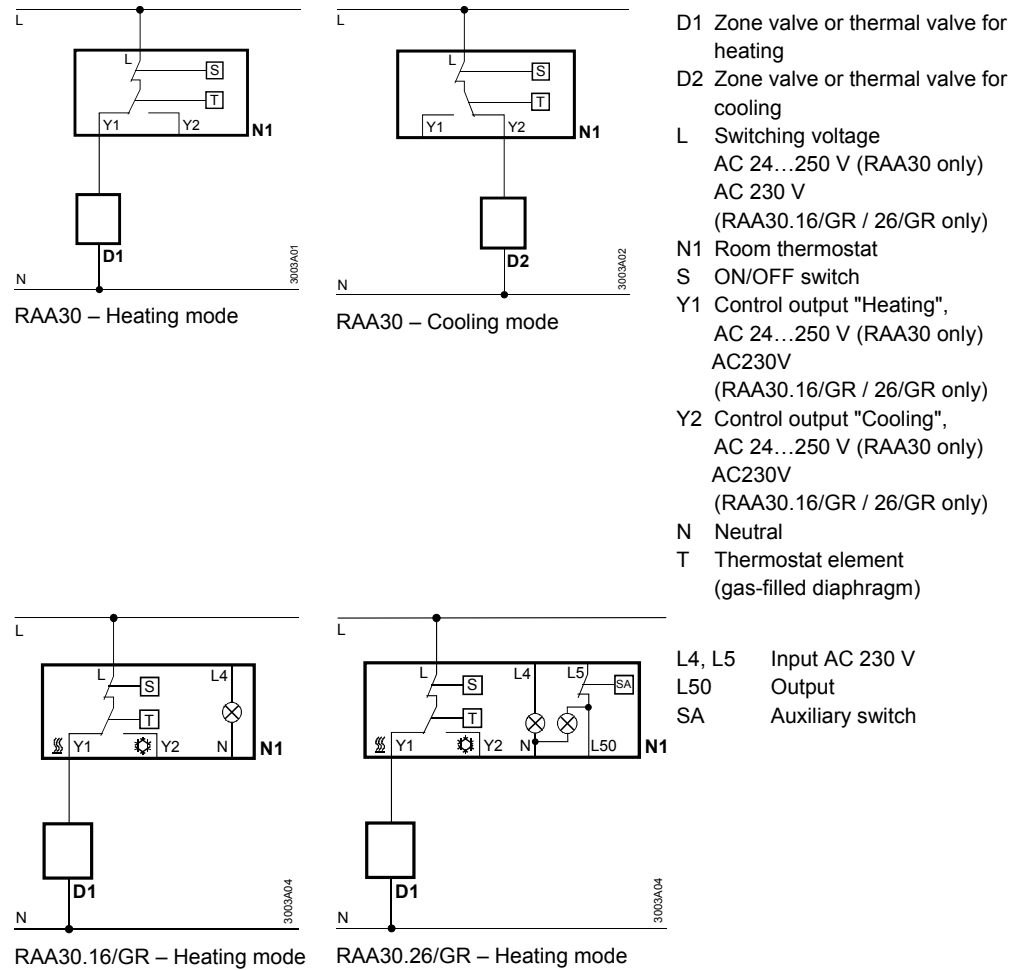 L
L
S
T
Y1
Y2
N1
D1
3003A01
N
RAA30 – Heating mode
L
L
S
T
Y1
Y2
N1
D2
3003A02
N
RAA30 – Cooling mode
D1 Zone valve or thermal valve for
heating
D2 Zone valve or thermal valve for
cooling
L Switching voltage
AC 24…250 V (RAA30 only)
AC 230 V
(RAA30.16/GR / 26/GR only)
N1 Room thermostat
S ON/OFF switch
Y1 Control output "Heating",
AC 24…250 V (RAA30 only)
AC230V
(RAA30.16/GR / 26/GR only)
Y2 Control output "Cooling",
AC 24…250 V (RAA30 only)
AC230V
(RAA30.16/GR / 26/GR only)
N Neutral
T Thermostat element
(gas-filled diaphragm)
L
L
L4
S
T
Y1
Y2
N
N1
D1
3003A04
N
RAA30.16/GR – Heating mode
L
L
L4
L5
S
SA
T
Y1
Y2
N
L50
N1
D1
3003A04
N
RAA30.26/GR – Heating mode
L4, L5 Input AC 230 V
L50 Output
SA Auxiliary switch